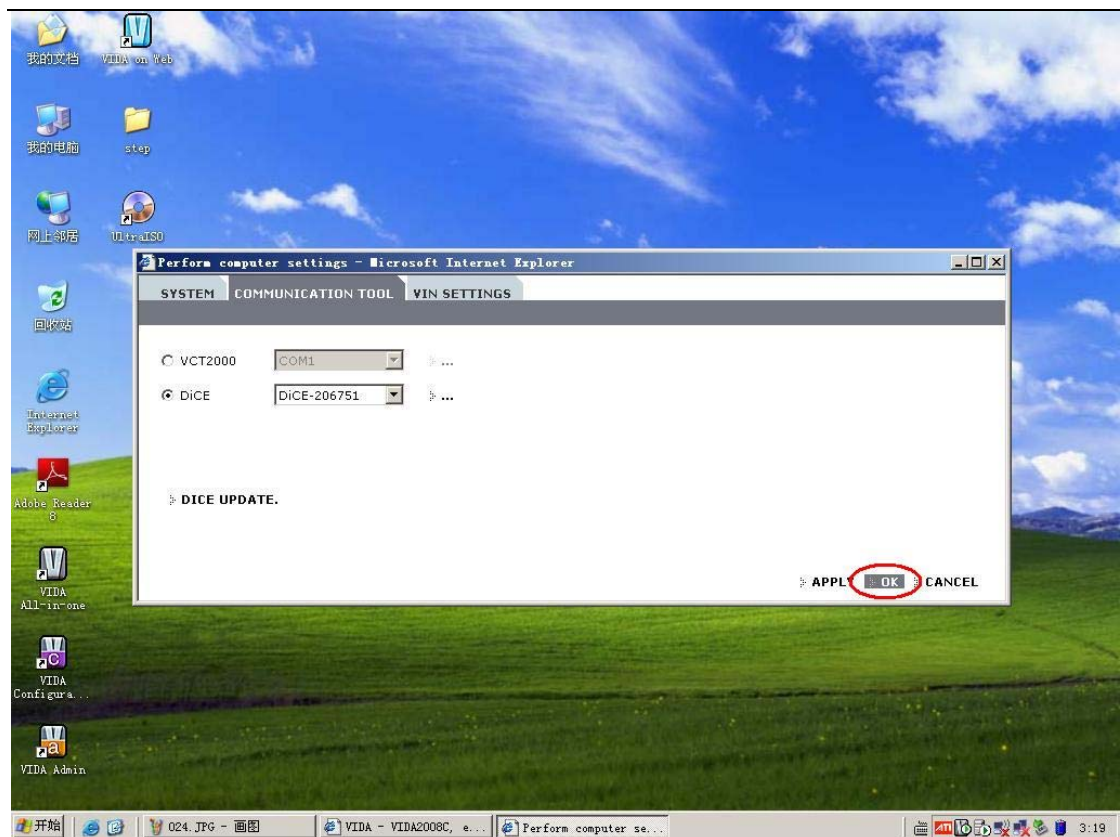 我的文档
VIDA on Web
我的电脑
step
网上邻居
UltraISO
回收站
Internet
Explorer
Adobe Reader
8
VIDA
All-in-one
VIDA
Configura...
VIDA Admin
Perform computer settings - Microsoft Internet Explorer
SYSTEM COMMUNICATION TOOL VIN SETTINGS
VCT2000 COM1 ...
DiCE DiCE-206751 ...
DICE UPDATE.
APPLY OK CANCEL
开始 024.JPG - 画图 VIDA - VIDA2008C, e... Perform computer se... 3:19